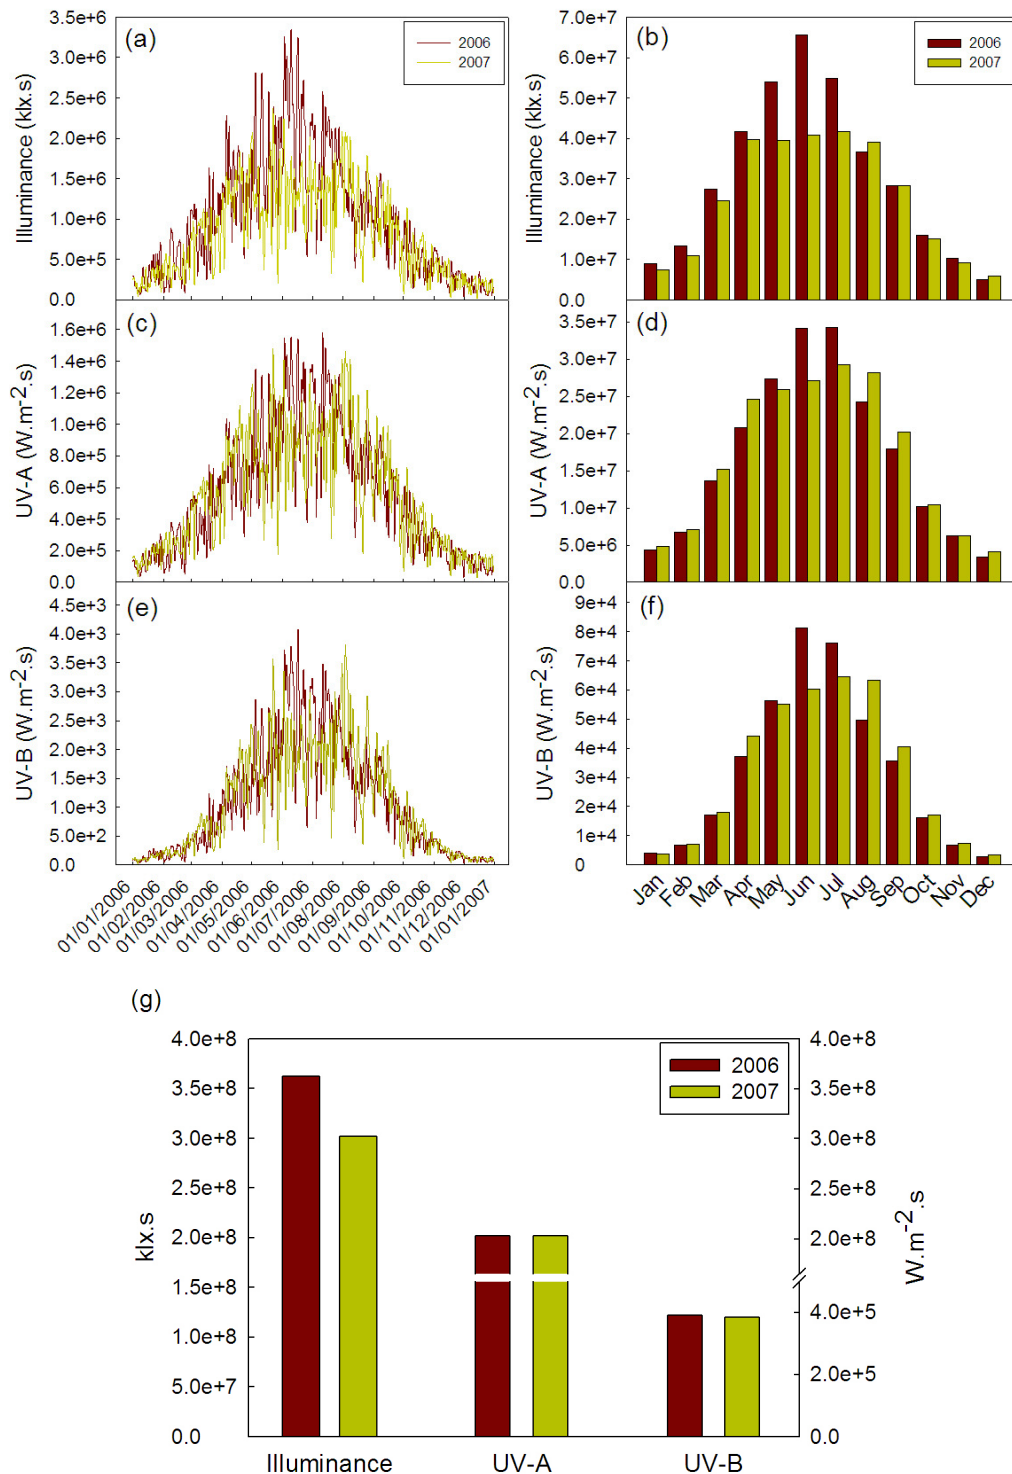 (a)
3.5e+6
3.0e+6
2.5e+6
2.0e+6
1.5e+6
1.0e+6
5.0e+5
0.0
Illuminance (klx.s)
2006
2007
(b)
7.0e+7
6.0e+7
5.0e+7
4.0e+7
3.0e+7
2.0e+7
1.0e+7
0.0
Illuminance (klx.s)
2006
2007
(c)
1.6e+6
1.4e+6
1.2e+6
1.0e+6
8.0e+5
6.0e+5
4.0e+5
2.0e+5
0.0
UV-A (W.m-2.s)
(d)
3.5e+7
3.0e+7
2.5e+7
2.0e+7
1.5e+7
1.0e+7
5.0e+6
0.0
UV-A (W.m-2.s)
(e)
4.5e+3
4.0e+3
3.5e+3
3.0e+3
2.5e+3
2.0e+3
1.5e+3
1.0e+3
5.0e+2
0.0
UV-B (W.m-2.s)
01/01/2006
01/02/2006
01/03/2006
01/04/2006
01/05/2006
01/06/2006
01/07/2006
01/08/2006
01/09/2006
01/10/2006
01/11/2006
01/12/2006
01/01/2007
(f)
9e+4
8e+4
7e+4
6e+4
5e+4
4e+4
3e+4
2e+4
1e+4
0
UV-B (W.m-2.s)
Jan
Feb
Mar
Apr
May
Jun
Jul
Aug
Sep
Oct
Nov
Dec
(g)
4.0e+8
3.5e+8
3.0e+8
2.5e+8
2.0e+8
1.5e+8
1.0e+8
5.0e+7
0.0
klx.s
2006
2007
4.0e+8
3.5e+8
3.0e+8
2.5e+8
2.0e+8
4.0e+5
2.0e+5
0.0
W.m-2.s
Illuminance
UV-A
UV-B